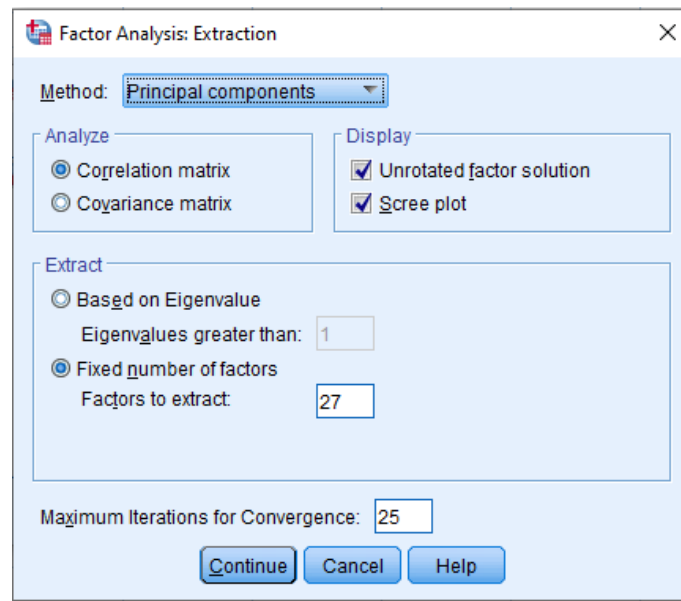 Factor Analysis: Extraction
Method: Principal components
Analyze
Correlation matrix
Covariance matrix
Display
Unrotated factor solution
Scree plot
Extract
Based on Eigenvalue
Eigenvalues greater than: 1
Fixed number of factors
Factors to extract: 27
Maximum Iterations for Convergence: 25
Continue Cancel Help